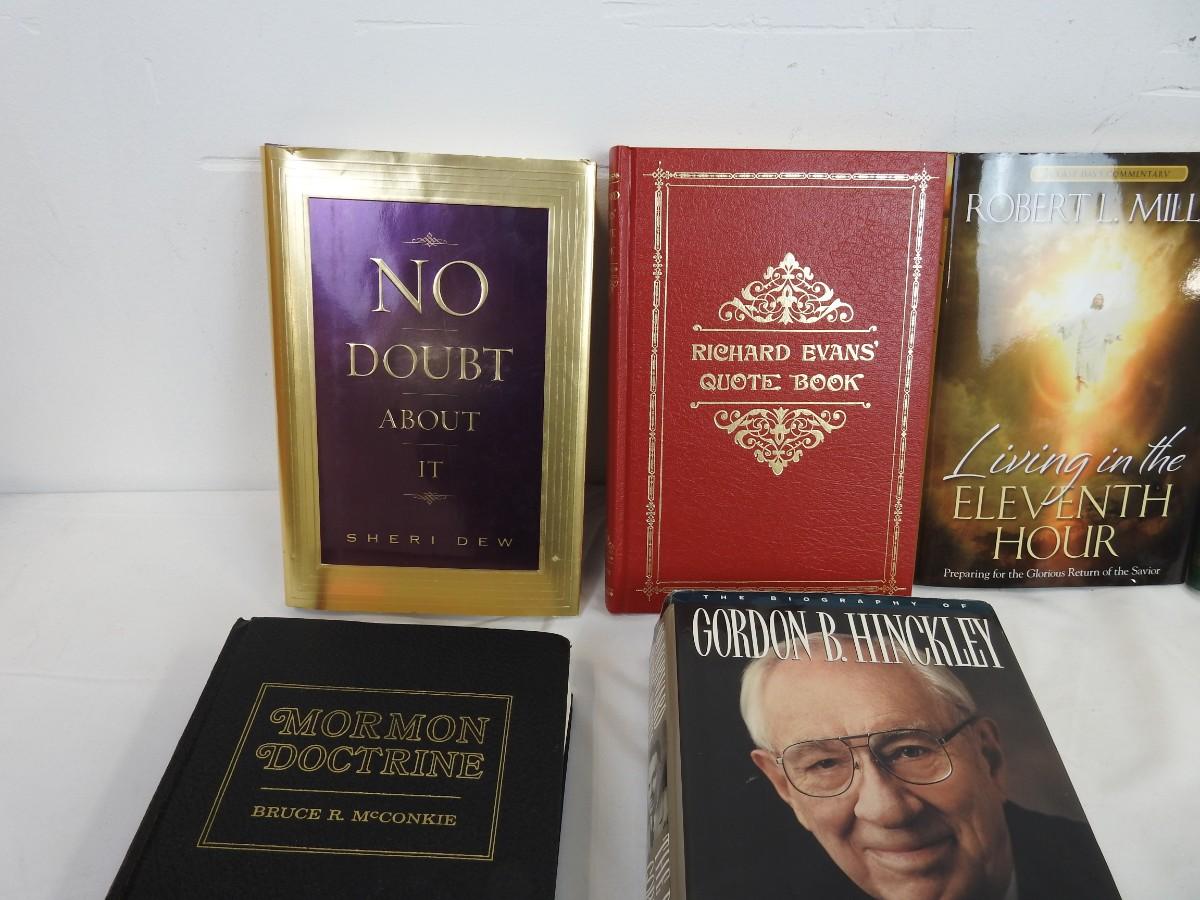 NO
DOUBT
ABOUT
IT
SHERI DEW
RICHARD EVANS'
QUOTE BOOK
ROBERT L. MILL
Living in the
ELEVENTH
HOUR
Preparing for the Glorious Return of the Savior
MORMON
DOCTRINE
BRUCE R. McCONKIE
THE BIOGRAPHY OF
GORDON B. HINCKLEY